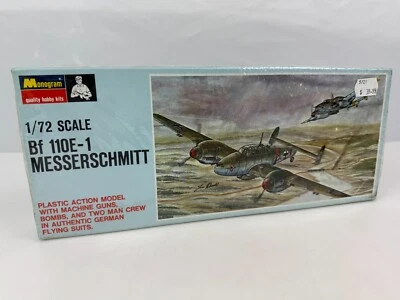 Monogram
quality hobby kits
1/72 SCALE
Bf 110E-1
MESSERSCHMITT
PLASTIC ACTION MODEL
WITH MACHINE GUNS,
BOMBS, AND TWO MAN CREW
IN AUTHENTIC GERMAN
FLYING SUITS.